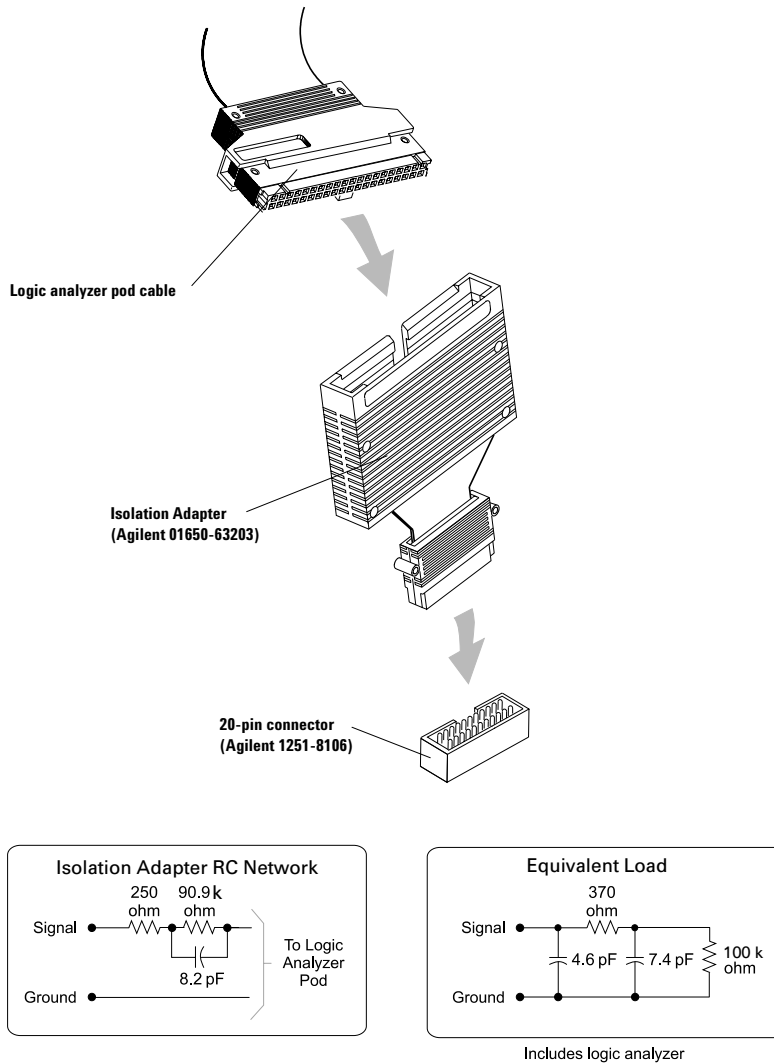 Logic analyzer pod cable
Isolation Adapter
(Agilent 01650-63203)
20-pin connector
(Agilent 1251-8106)
Isolation Adapter RC Network
250
ohm
90.9 k
ohm
Signal
8.2 pF
To Logic
Analyzer
Pod
Ground
Equivalent Load
370
ohm
Signal
4.6 pF
7.4 pF
100 k
ohm
Ground
Includes logic analyzer